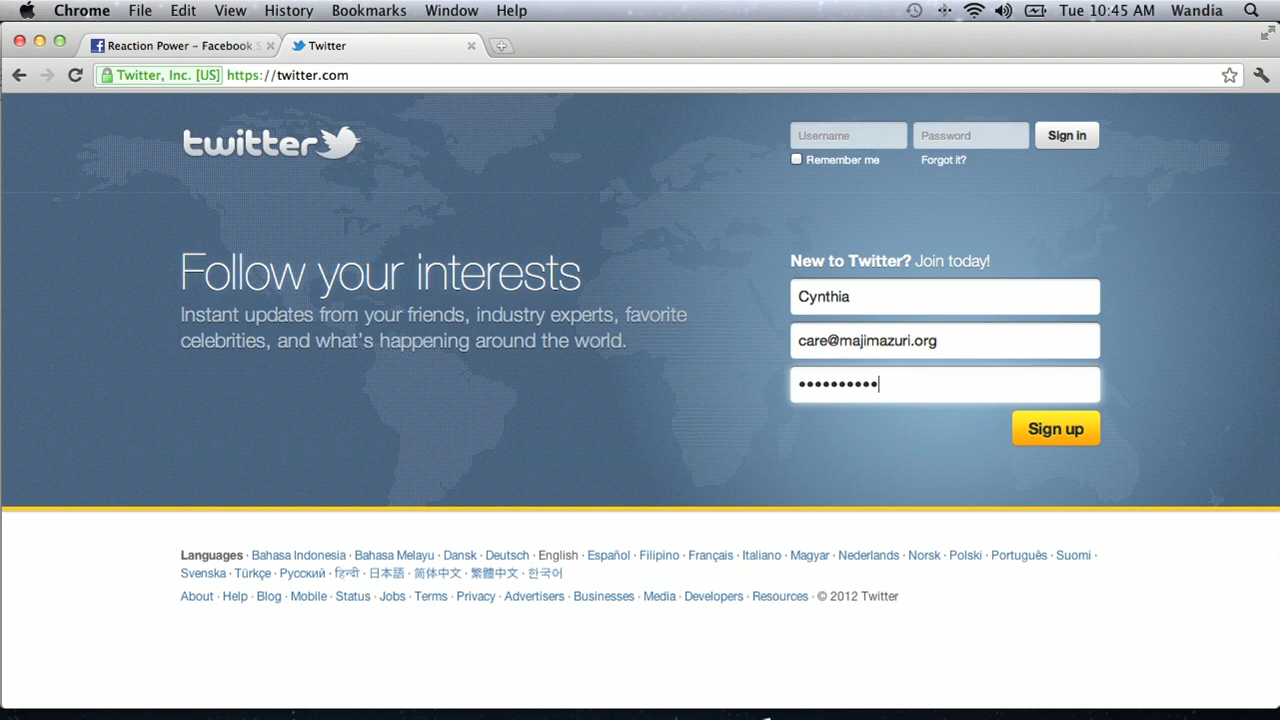 Chrome File Edit View History Bookmarks Window Help Tue 10:45 AM Wandia
Reaction Power – Facebook Twitter
Twitter, Inc. [US] https://twitter.com
twitter
Username Password Sign in
Remember me Forgot it?
Follow your interests
Instant updates from your friends, industry experts, favorite
celebrities, and what's happening around the world.
New to Twitter? Join today!
Cynthia
care@majimazuri.org
••••••••••
Sign up
Languages · Bahasa Indonesia · Bahasa Melayu · Dansk · Deutsch · English · Español · Filipino · Français · Italiano · Magyar · Nederlands · Norsk · Polski · Português · Suomi ·
Svenska · Türkçe · Русский · हिन्दी · 日本語 · 简体中文 · 繁體中文 · 한국어
About · Help · Blog · Mobile · Status · Jobs · Terms · Privacy · Advertisers · Businesses · Media · Developers · Resources · © 2012 Twitter